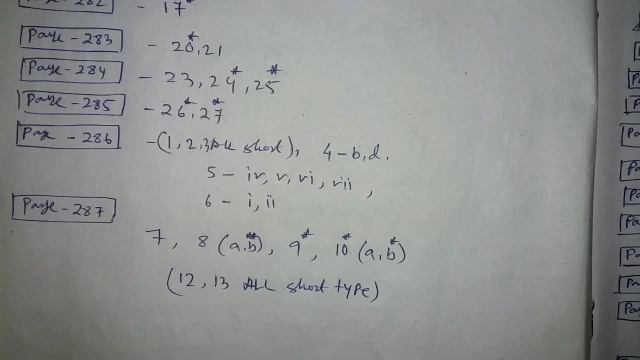 Page-282 - 17*
Page-283 - 20*, 21
Page-284 - 23, 24*, 25*
Page-285 - 26*, 27*
Page-286 - (1, 2, 3 All short), 4-b, d.
5 - iv, v, vi, vii,
6 - i, ii
Page-287
7, 8 (a, b*), 9*, 10* (a, b*)
(12, 13 All short type)